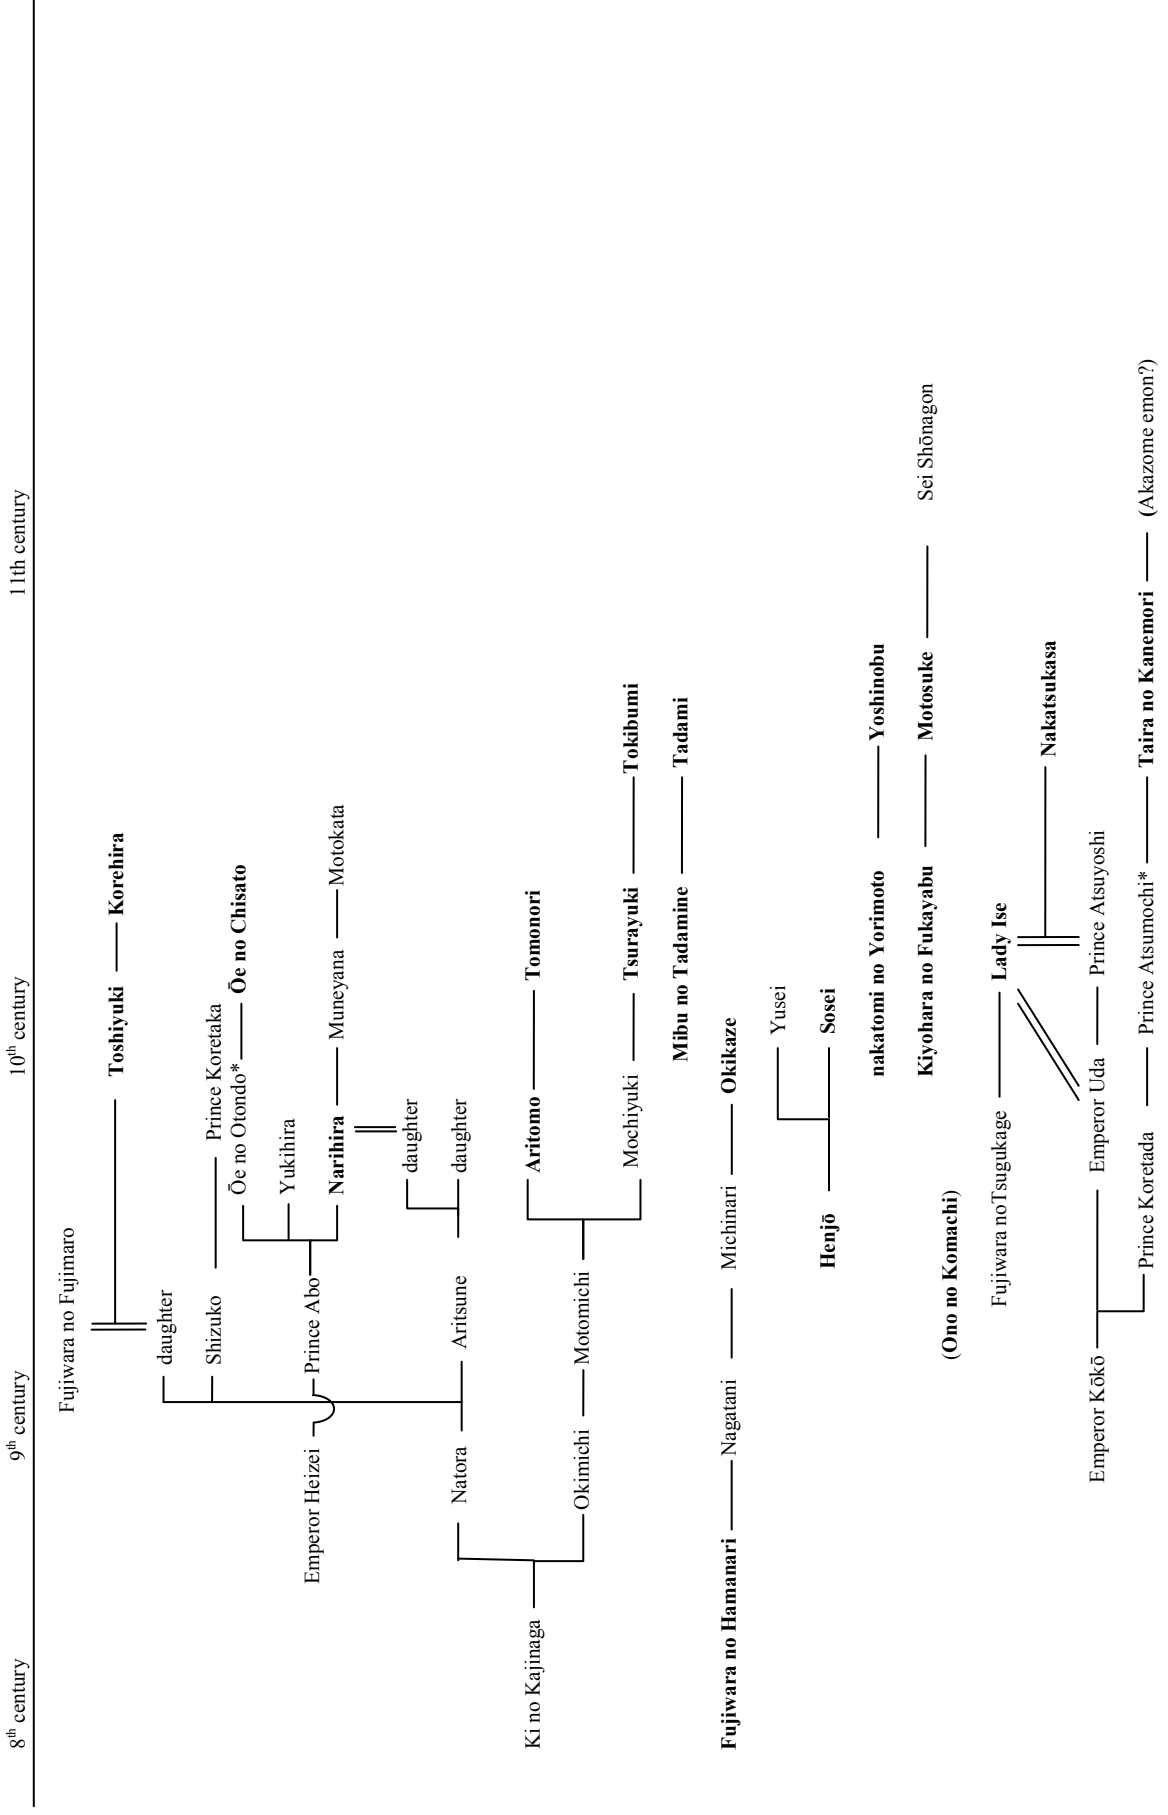 8th century
9th century
10th century
11th century
Fujiwara no Fujimaro
Toshiyuki
Korehira
daughter
Shizuko
Prince Koretaka
Ōe no Otondo*
Ōe no Chisato
Yukihira
Emperor Heizei
Prince Abo
Narihira
Muneyana
Motokata
daughter
Natora
Aritsune
daughter
Ki no Kajinaga
Aritomo
Tomonori
Okimichi
Motomichi
Mochiyuki
Tsurayuki
Tokibumi
Mibu no Tadamine
Tadami
Fujiwara no Hamanari
Nagatani
Michinari
Okikaze
Yusei
Henjō
Sosei
nakatomi no Yorimoto
Yoshinobu
Kiyohara no Fukayabu
Motosuke
Sei Shōnagon
(Ono no Komachi)
Fujiwara noTsugukage
Lady Ise
Nakatsukasa
Emperor Kōkō
Emperor Uda
Prince Atsuyoshi
Prince Koretada
Prince Atsumochi*
Taira no Kanemori
(Akazome emon?)